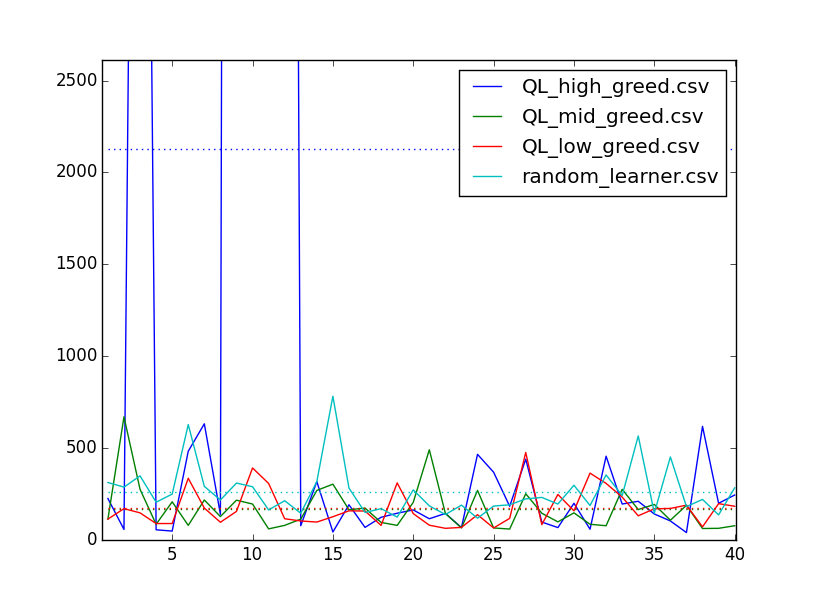 2500
2000
1500
1000
500
0
5 10 15 20 25 30 35 40
QL_high_greed.csv
QL_mid_greed.csv
QL_low_greed.csv
random_learner.csv